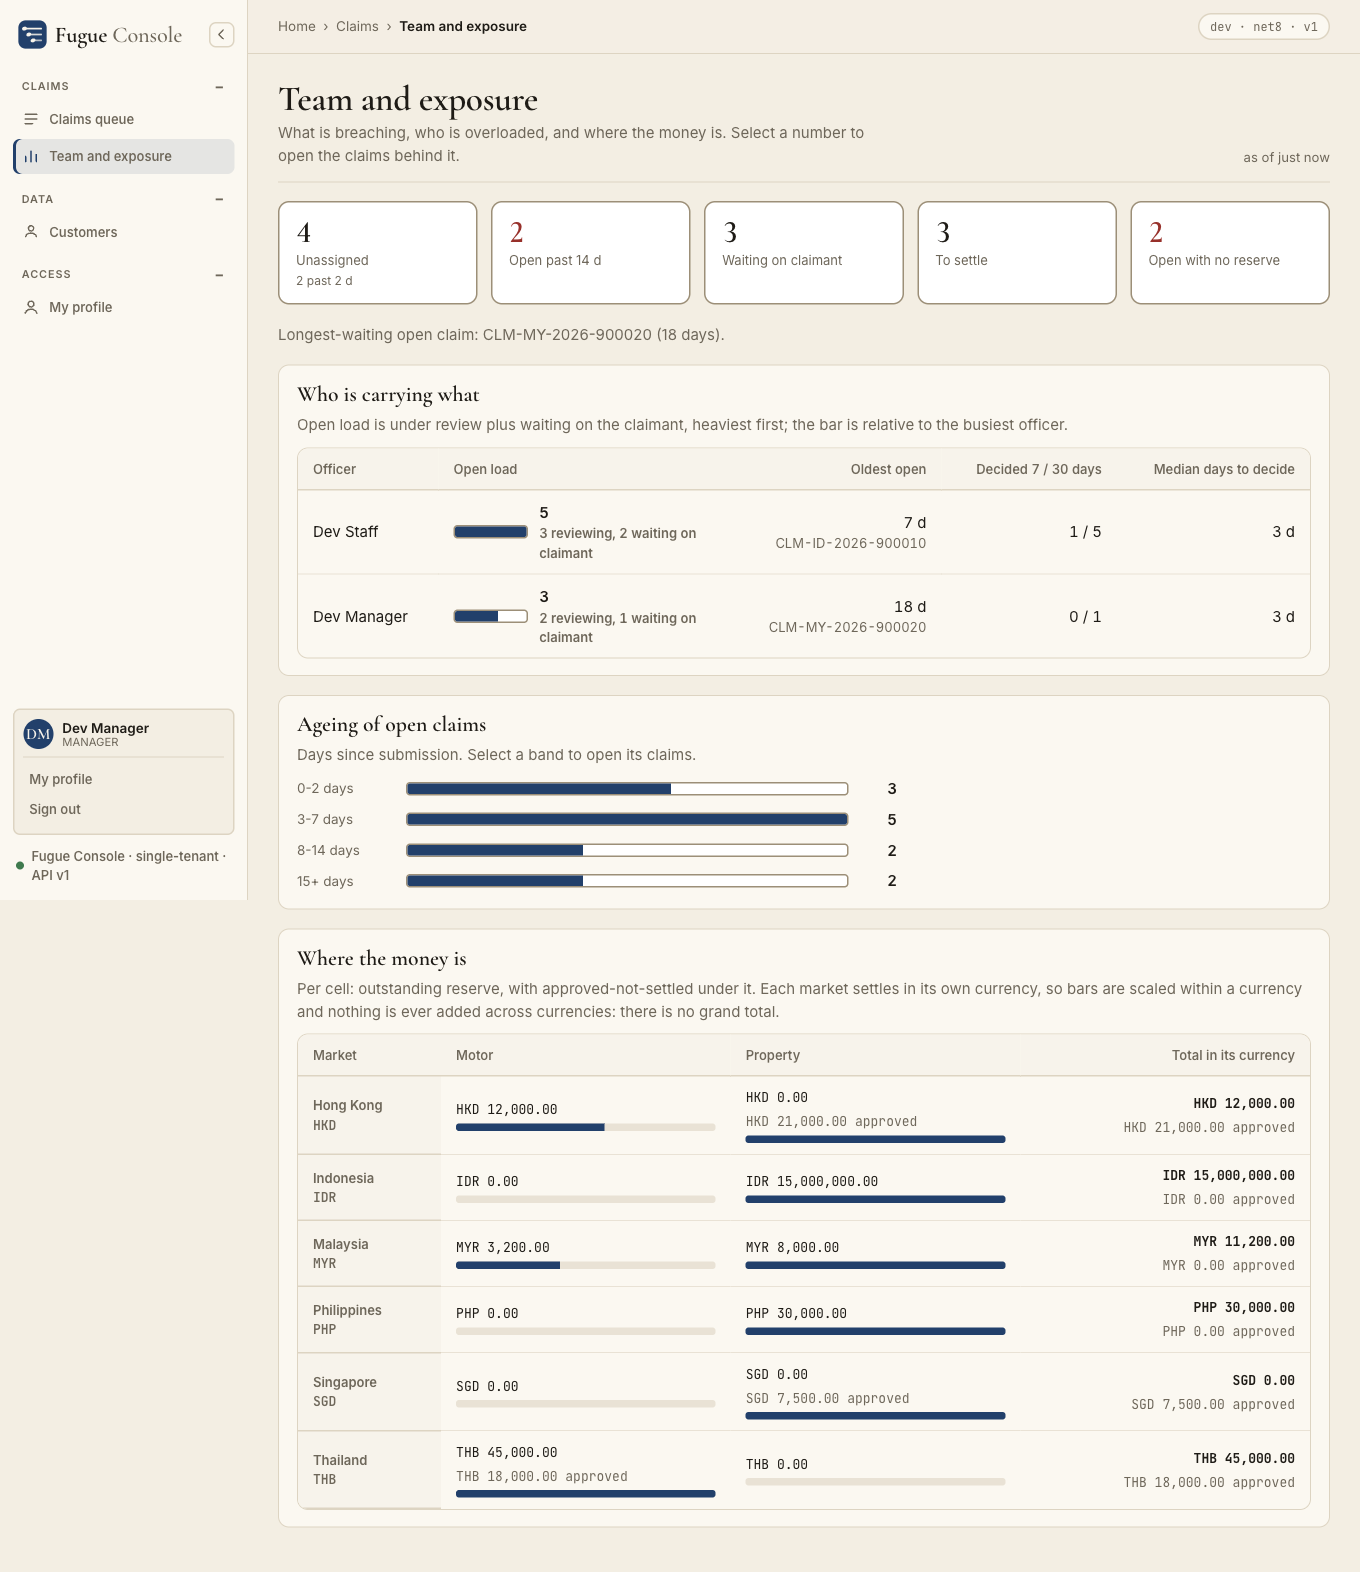 Fugue Console
Home › Claims › Team and exposure
dev · net8 · v1
CLAIMS
Claims queue
Team and exposure
DATA
Customers
ACCESS
My profile
Dev Manager
DM
MANAGER
My profile
Sign out
Fugue Console · single-tenant ·
API v1
Team and exposure
What is breaching, who is overloaded, and where the money is. Select a number to
open the claims behind it.
as of just now
4
Unassigned
2 past 2 d
2
Open past 14 d
3
Waiting on claimant
3
To settle
2
Open with no reserve
Longest-waiting open claim: CLM-MY-2026-900020 (18 days).
Who is carrying what
Open load is under review plus waiting on the claimant, heaviest first; the bar is relative to the busiest officer.
Officer Open load Oldest open Decided 7 / 30 days Median days to decide
Dev Staff
5
3 reviewing, 2 waiting on
claimant
7 d
CLM-ID-2026-900010
1 / 5
3 d
Dev Manager
3
2 reviewing, 1 waiting on
claimant
18 d
CLM-MY-2026-900020
0 / 1
3 d
Ageing of open claims
Days since submission. Select a band to open its claims.
0-2 days 3
3-7 days 5
8-14 days 2
15+ days 2
Where the money is
Per cell: outstanding reserve, with approved-not-settled under it. Each market settles in its own currency, so bars are scaled within a currency
and nothing is ever added across currencies: there is no grand total.
Market Motor Property Total in its currency
Hong Kong
HKD
HKD 12,000.00
HKD 0.00
HKD 21,000.00 approved
HKD 12,000.00
HKD 21,000.00 approved
Indonesia
IDR
IDR 0.00
IDR 15,000,000.00
IDR 15,000,000.00
IDR 0.00 approved
Malaysia
MYR
MYR 3,200.00
MYR 8,000.00
MYR 11,200.00
MYR 0.00 approved
Philippines
PHP
PHP 0.00
PHP 30,000.00
PHP 30,000.00
PHP 0.00 approved
Singapore
SGD
SGD 0.00
SGD 0.00
SGD 7,500.00 approved
SGD 0.00
SGD 7,500.00 approved
Thailand
THB
THB 45,000.00
THB 18,000.00 approved
THB 0.00
THB 45,000.00
THB 18,000.00 approved